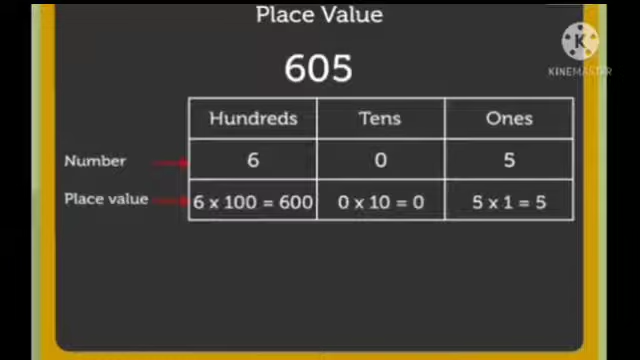 Place Value
K
KINEMASTER
605
Hundreds Tens Ones
Number 6 0 5
Place value 6 x 100 = 600 0 x 10 = 0 5 x 1 = 5